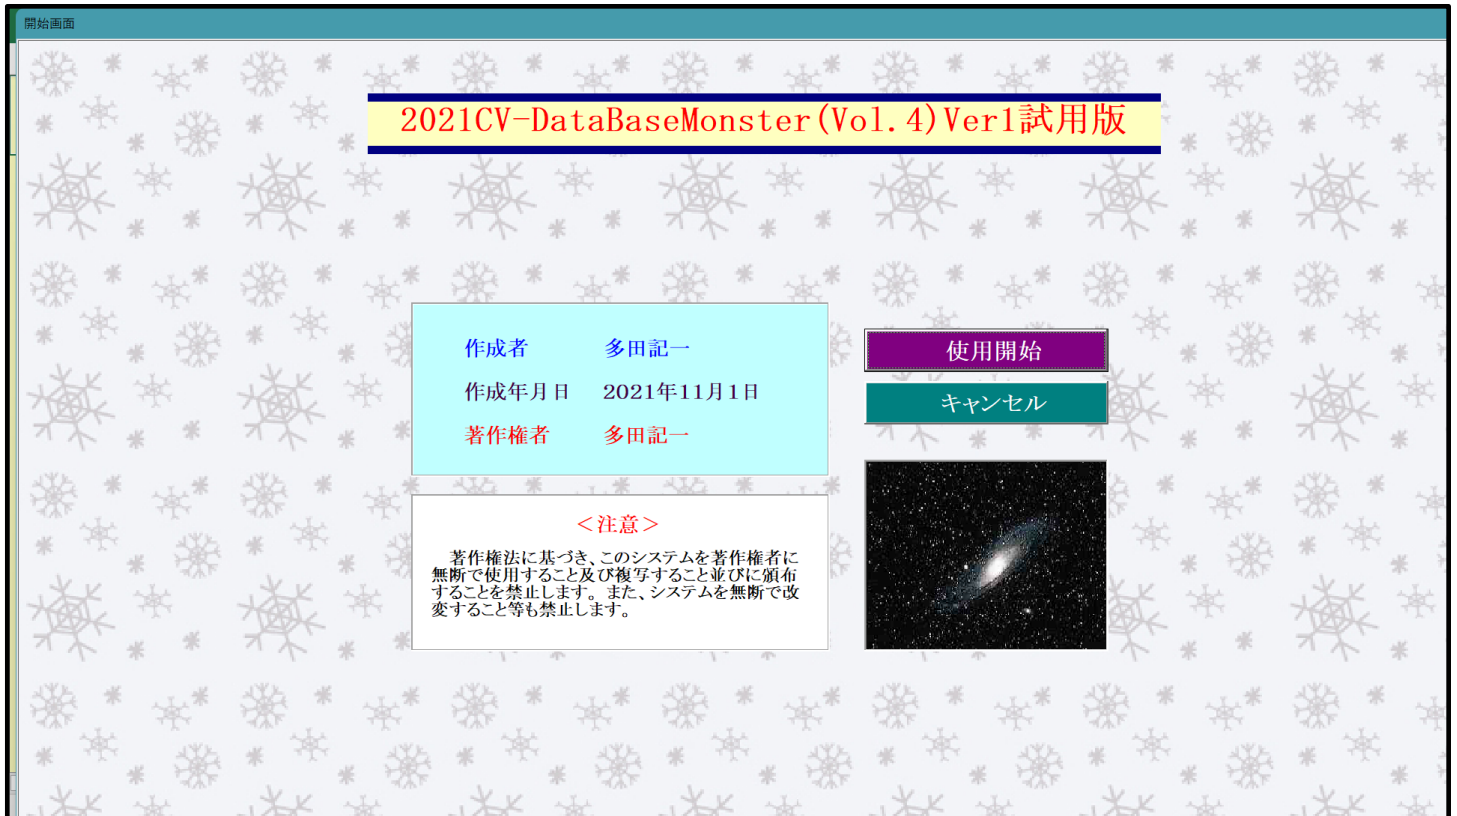 開始画面
2021CV-DataBaseMonster(Vol.4)Ver1試用版
作成者 多田記一
作成年月日 2021年11月1日
著作権者 多田記一
使用開始
キャンセル
＜注意＞
著作権法に基づき、このシステムを著作権者に
無断で使用すること及び複写すること並びに頒布
することを禁止します。また、システムを無断で改
変すること等も禁止します。